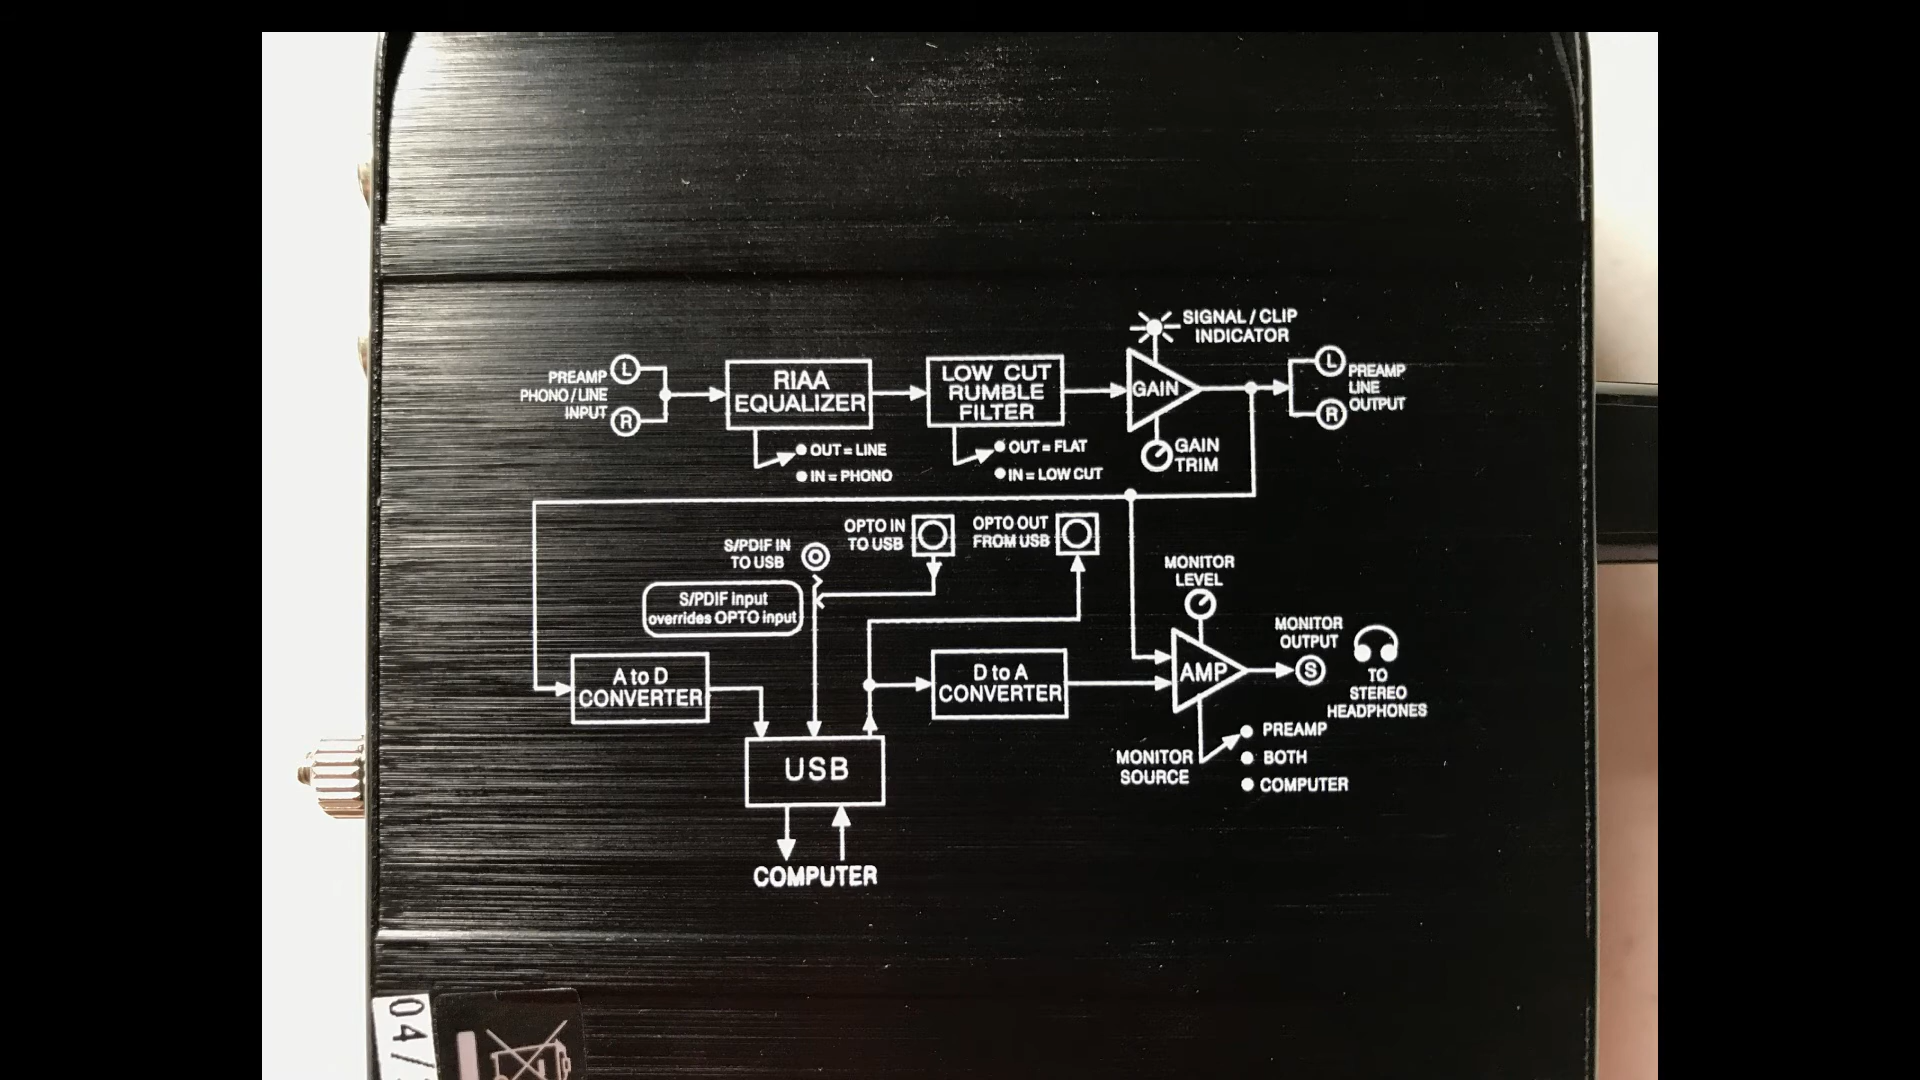 SIGNAL / CLIP
INDICATOR
PREAMP
PHONO / LINE
INPUT
L
R
RIAA
EQUALIZER
OUT = LINE
IN = PHONO
LOW CUT
RUMBLE
FILTER
OUT = FLAT
IN = LOW CUT
GAIN
GAIN
TRIM
L
R
PREAMP
LINE
OUTPUT
S/PDIF IN
TO USB
OPTO IN
TO USB
OPTO OUT
FROM USB
S/PDIF input
overrides OPTO input
A to D
CONVERTER
D to A
CONVERTER
MONITOR
LEVEL
AMP
MONITOR
OUTPUT
S
TO
STEREO
HEADPHONES
MONITOR
SOURCE
PREAMP
BOTH
COMPUTER
USB
COMPUTER
04/